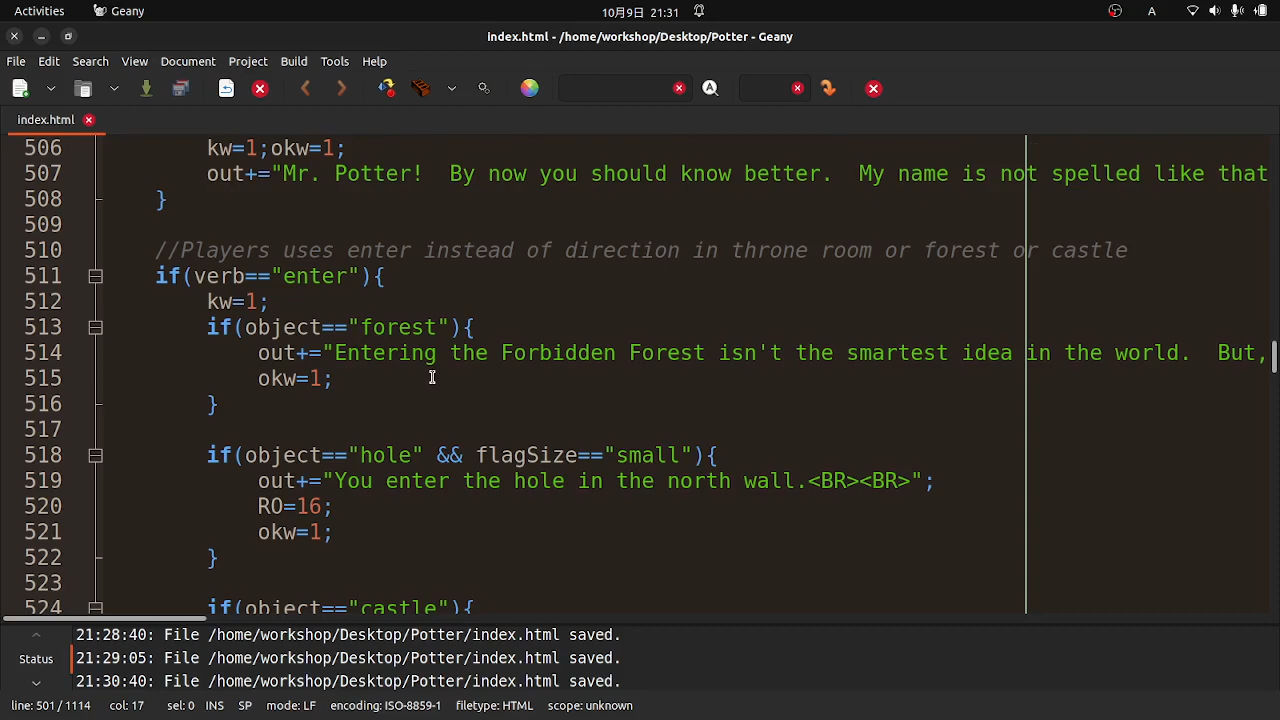 Activities Geany 10月9日 21:31 A
index.html - /home/workshop/Desktop/Potter - Geany
File Edit Search View Document Project Build Tools Help
A
index.html
506 kw=1;okw=1;
507 out+="Mr. Potter!  By now you should know better.  My name is not spelled like that
508 }
509
510 //Players uses enter instead of direction in throne room or forest or castle
511 if(verb=="enter"){
512 kw=1;
513 if(object=="forest"){
514 out+="Entering the Forbidden Forest isn't the smartest idea in the world.  But,
515 okw=1;
516 }
517
518 if(object=="hole" && flagSize=="small"){
519 out+="You enter the hole in the north wall.<BR><BR>";
520 RO=16;
521 okw=1;
522 }
523
524 if(object=="castle"){
21:28:40: File /home/workshop/Desktop/Potter/index.html saved.
Status 21:29:05: File /home/workshop/Desktop/Potter/index.html saved.
21:30:40: File /home/workshop/Desktop/Potter/index.html saved.
line: 501 / 1114 col: 17 sel: 0 INS SP mode: LF encoding: ISO-8859-1 filetype: HTML scope: unknown